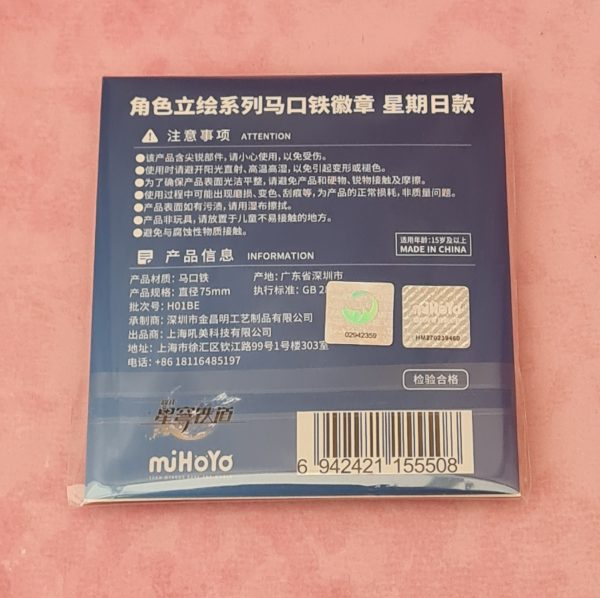 角色立绘系列马口铁徽章 星期日款
注意事项 ATTENTION
●该产品含尖锐部件,请小心使用,以免受伤。
●使用时请避开阳光直射、高温高湿,以免引起变形或褪色。
●为了确保产品表面光洁平整,请避免产品和硬物、锐物接触及摩擦。
●使用过程中可能出现磨损、变色、刮痕等,为产品的正常损耗,非质量问题。
●产品表面如有污渍,请用湿布擦拭。
●产品非玩具,请放置于儿童不易接触的地方。
●避免与腐蚀性物质接触。
适用年龄:15岁及以上
MADE IN CHINA
产品信息 INFORMATION
产品材质:马口铁 产地:广东省深圳市
产品规格:直径75mm 执行标准:GB
批次号:H01BE
承制商:深圳市金昌明工艺制品有限公司
出品商:上海吼美科技有限公司
地址:上海市徐汇区钦江路99号1号楼303室
电话:+86 18116485197
02942359
miHoYo
HM270239460
检验合格
崩坏
星穹铁道
miHoYo
6 942421 155508